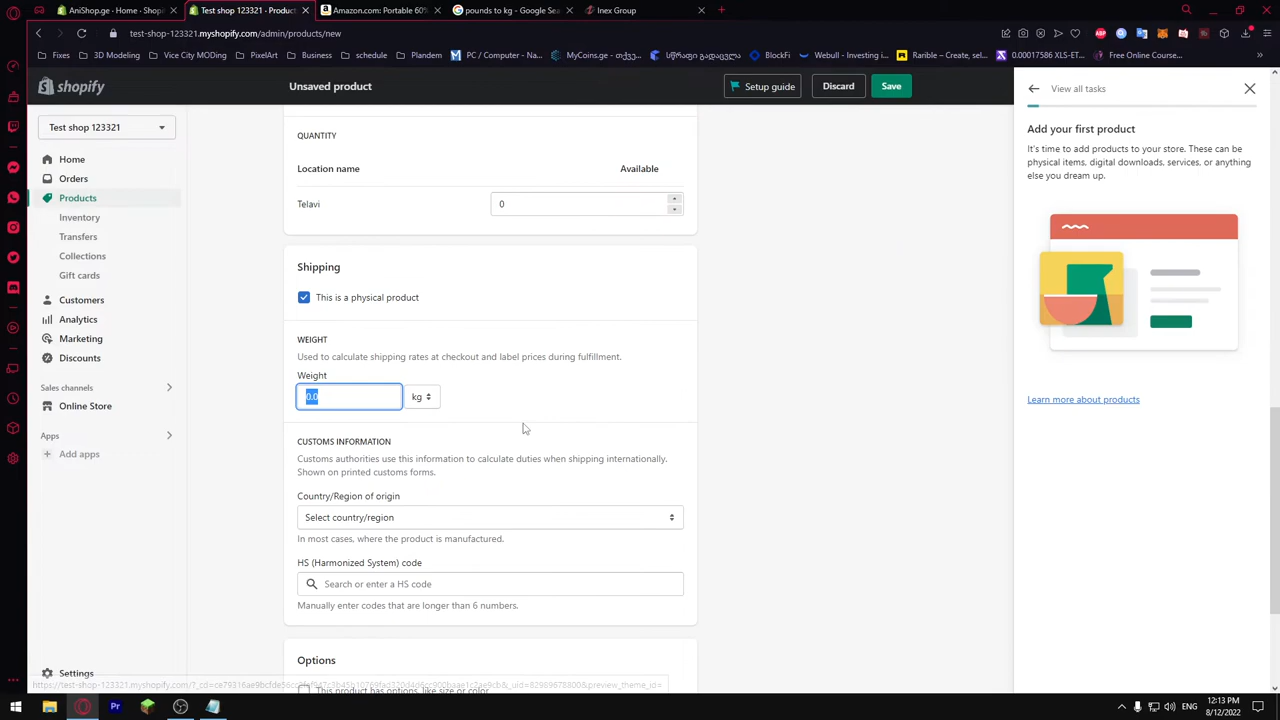 AniShop.ge - Home · Shopify
Test shop 123321 · Products
Amazon.com: Portable 60%
pounds to kg - Google Sea
Inex Group
test-shop-123321.myshopify.com/admin/products/new
Fixes
3D Modeling
Vice City MODing
PixelArt
Business
schedule
Plandem
PC / Computer - Na...
MyCoins.ge - თქვე...
სწრაფი გადაცვლა
BlockFi
Webull - Investing i...
Rarible – Create an...
0.00017586 XLS-ET...
Free Online Course...
shopify
Unsaved product
Setup guide
Discard
Save
View all tasks
Test shop 123321
Home
Orders
Products
Inventory
Transfers
Collections
Gift cards
Customers
Analytics
Marketing
Discounts
Sales channels
Online Store
Apps
Add apps
Settings
QUANTITY
Location name
Available
Telavi
0
Shipping
This is a physical product
WEIGHT
Used to calculate shipping rates at checkout and label prices during fulfillment.
Weight
0.0
kg
CUSTOMS INFORMATION
Customs authorities use this information to calculate duties when shipping internationally.
Shown on printed customs forms.
Country/Region of origin
Select country/region
In most cases, where the product is manufactured.
HS (Harmonized System) code
Search or enter a HS code
Manually enter codes that are longer than 6 numbers.
Options
This product has options, like size or color
Add your first product
It's time to add products to your store. These can be
physical items, digital downloads, services, or anything
else you dream up.
Learn more about products
ENG
12:13 PM
8/12/2022